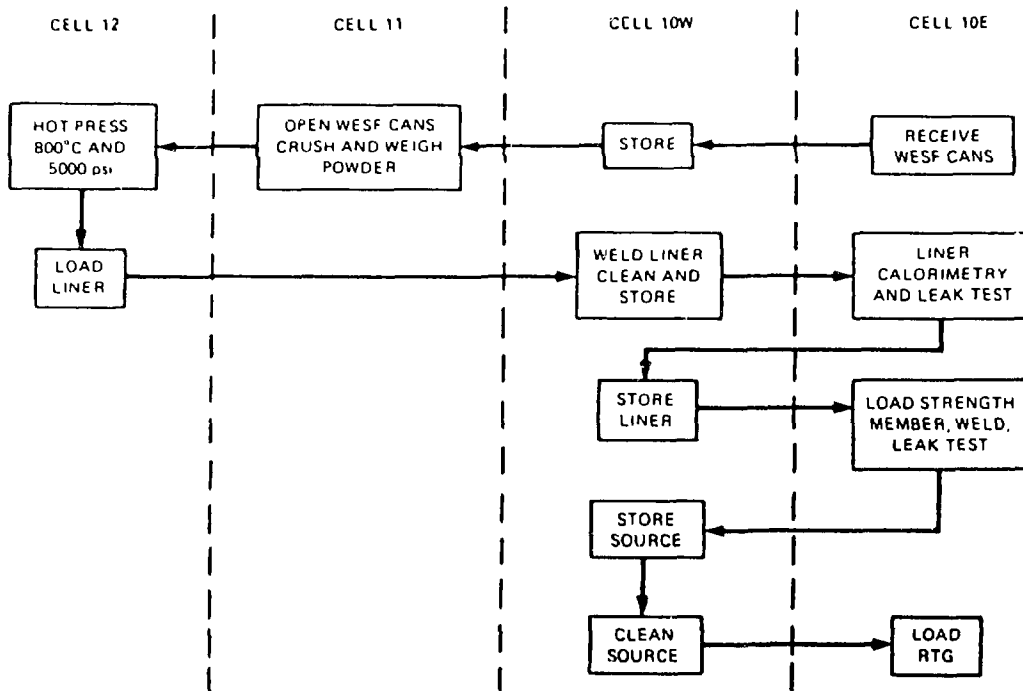 CELL 12
CELL 11
CELL 10W
CELL 10E
HOT PRESS
800°C AND
5000 psi
OPEN WESF CANS
CRUSH AND WEIGH
POWDER
STORE
RECEIVE
WESF CANS
LOAD
LINER
WELD LINER
CLEAN AND
STORE
LINER
CALORIMETRY
AND LEAK TEST
STORE
LINER
LOAD STRENGTH
MEMBER, WELD,
LEAK TEST
STORE
SOURCE
CLEAN
SOURCE
LOAD
RTG